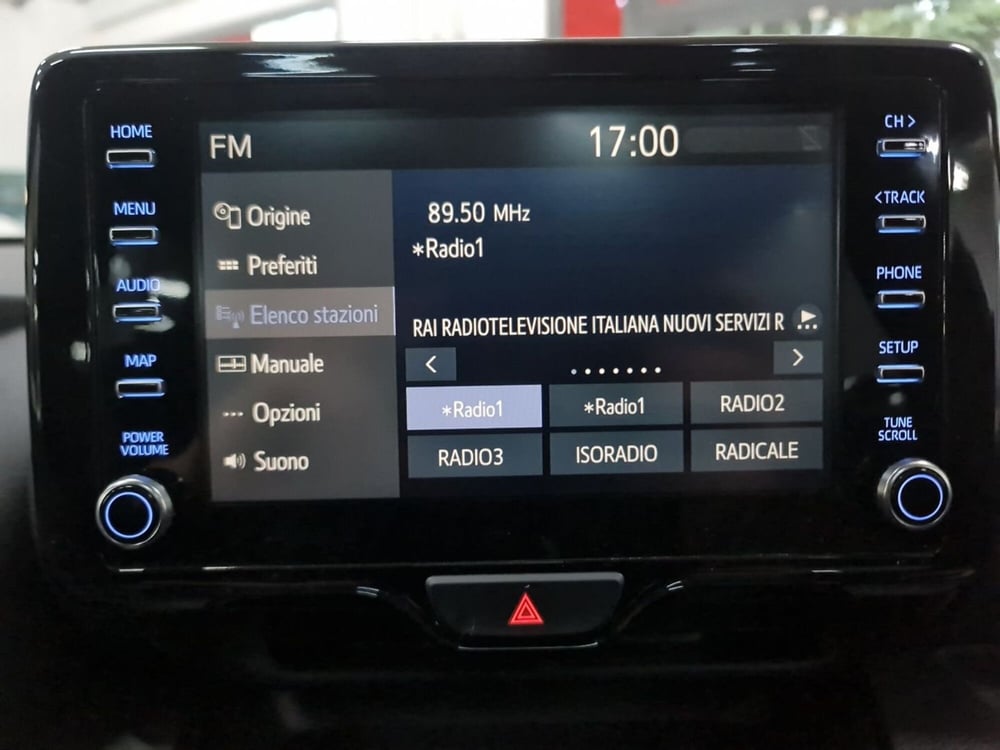 HOME
MENU
AUDIO
MAP
POWER
VOLUME
FM
17:00
Origine
Preferiti
Elenco stazioni
Manuale
Opzioni
Suono
89.50 MHz
*Radio1
RAI RADIOTELEVISIONE ITALIANA NUOVI SERVIZI R
*Radio1
*Radio1
RADIO2
RADIO3
ISORADIO
RADICALE
CH >
<TRACK
PHONE
SETUP
TUNE
SCROLL